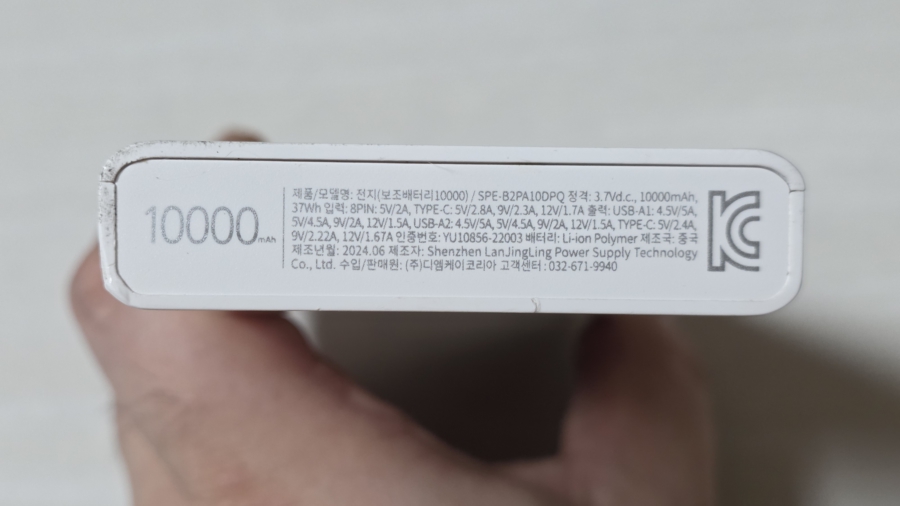 10000mAh
제품/모델명: 전지(보조배터리10000) / SPE-B2PA10DPQ 정격: 3.7Vd.c., 10000mAh,
37Wh 입력: 8PIN: 5V/2A, TYPE-C: 5V/2.8A, 9V/2.3A, 12V/1.7A 출력: USB-A1: 4.5V/5A,
5V/4.5A, 9V/2A, 12V/1.5A, USB-A2: 4.5V/5A, 5V/4.5A, 9V/2A, 12V/1.5A, TYPE-C: 5V/2.4A,
9V/2.22A, 12V/1.67A 인증번호: YU10856-22003 배터리: Li-ion Polymer 제조국: 중국
제조년월: 2024.06 제조자: Shenzhen LanJingLing Power Supply Technology
Co., Ltd. 수입/판매원: (주)디엠케이코리아 고객센터 : 032-671-9940
KC